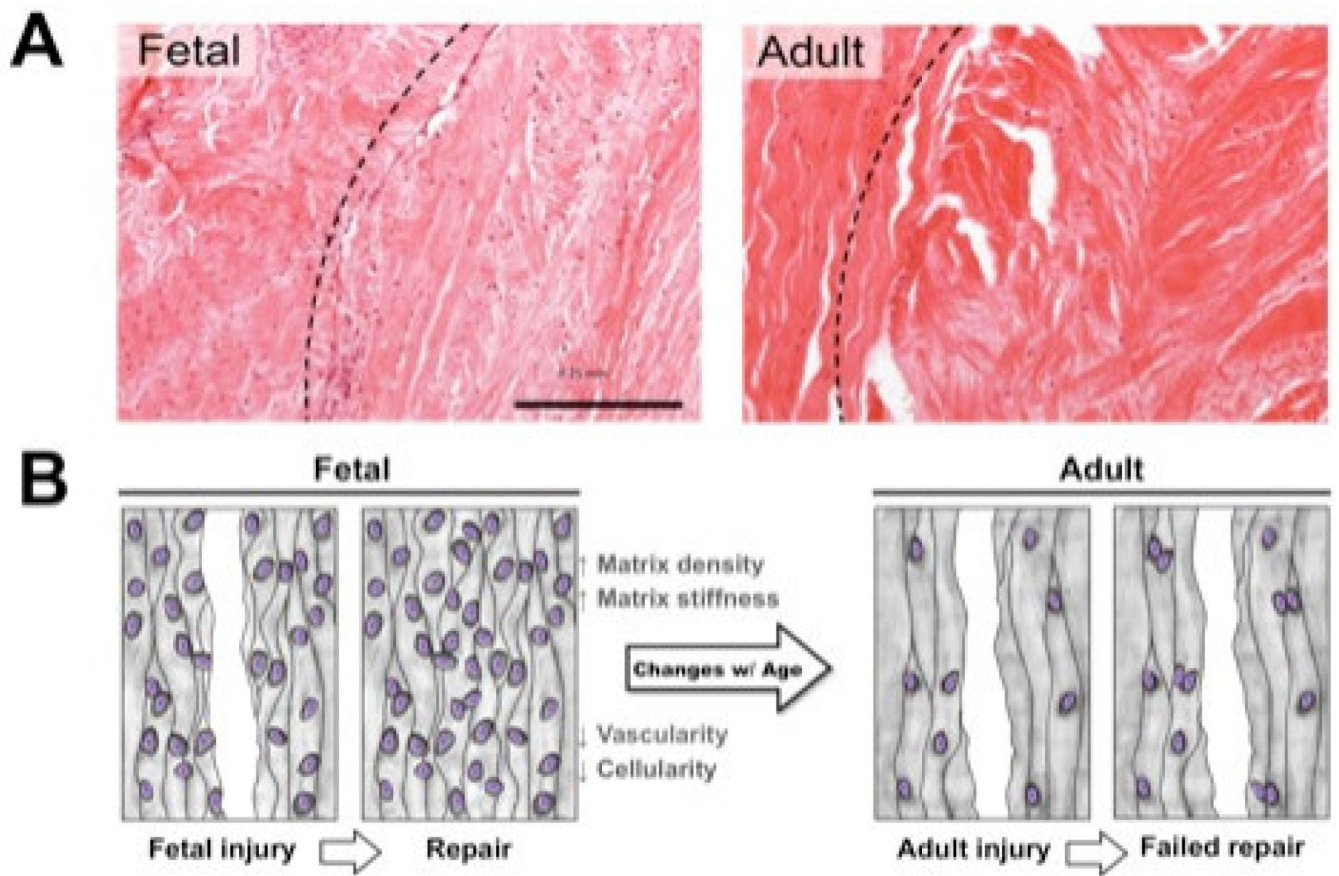 A
Fetal
Adult
B
Fetal
Adult
↑ Matrix density
↑ Matrix stiffness
Changes w/ Age
↓ Vascularity
↓ Cellularity
Fetal injury
Repair
Adult injury
Failed repair